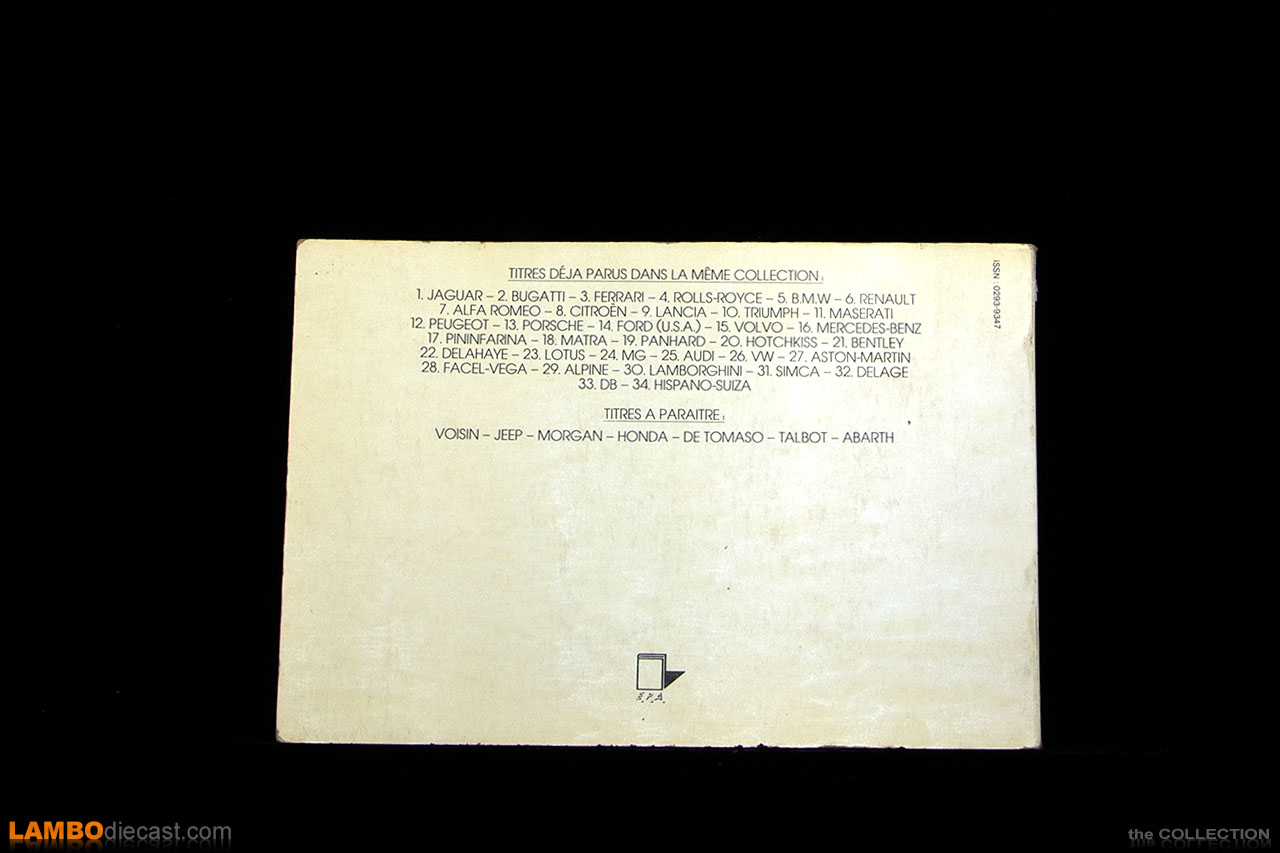 TITRES DÉJA PARUS DANS LA MÊME COLLECTION :
1. JAGUAR – 2. BUGATTI – 3. FERRARI – 4. ROLLS-ROYCE – 5. B.M.W – 6. RENAULT
7. ALFA ROMEO – 8. CITROËN – 9. LANCIA – 10. TRIUMPH – 11. MASERATI
12. PEUGEOT – 13. PORSCHE – 14. FORD (U.S.A.) – 15. VOLVO – 16. MERCEDES-BENZ
17. PININFARINA – 18. MATRA – 19. PANHARD – 20. HOTCHKISS – 21. BENTLEY
22. DELAHAYE – 23. LOTUS – 24. MG – 25. AUDI – 26. VW – 27. ASTON-MARTIN
28. FACEL-VEGA – 29. ALPINE – 30. LAMBORGHINI – 31. SIMCA – 32. DELAGE
33. DB – 34. HISPANO-SUIZA
TITRES A PARAITRE :
VOISIN – JEEP – MORGAN – HONDA – DE TOMASO – TALBOT – ABARTH
ISSN : 0293-9347
E.P.A.
LAMBOdiecast.com
the COLLECTION